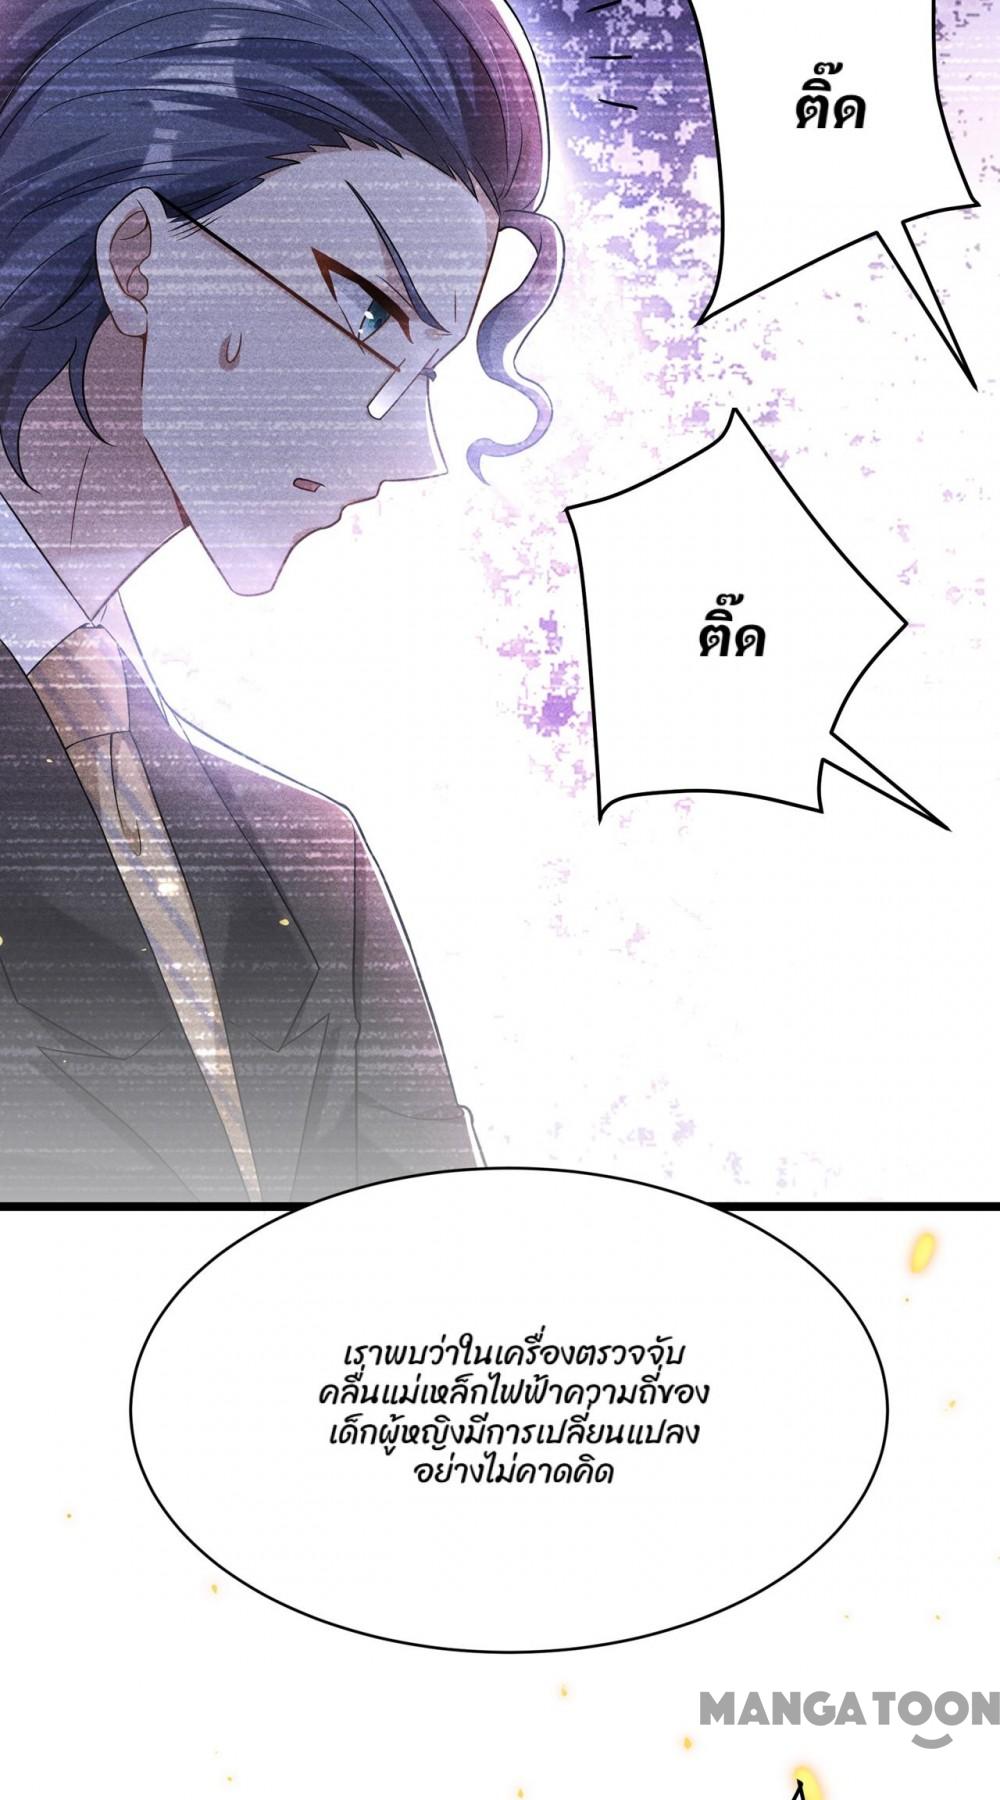 ติ๊ด
ติ๊ด
เราพบว่าในเครื่องตรวจจับ
คลื่นแม่เหล็กไฟฟ้าความถี่ของ
เด็กผู้หญิงมีการเปลี่ยนแปลง
อย่างไม่คาดคิด
MANGATOON